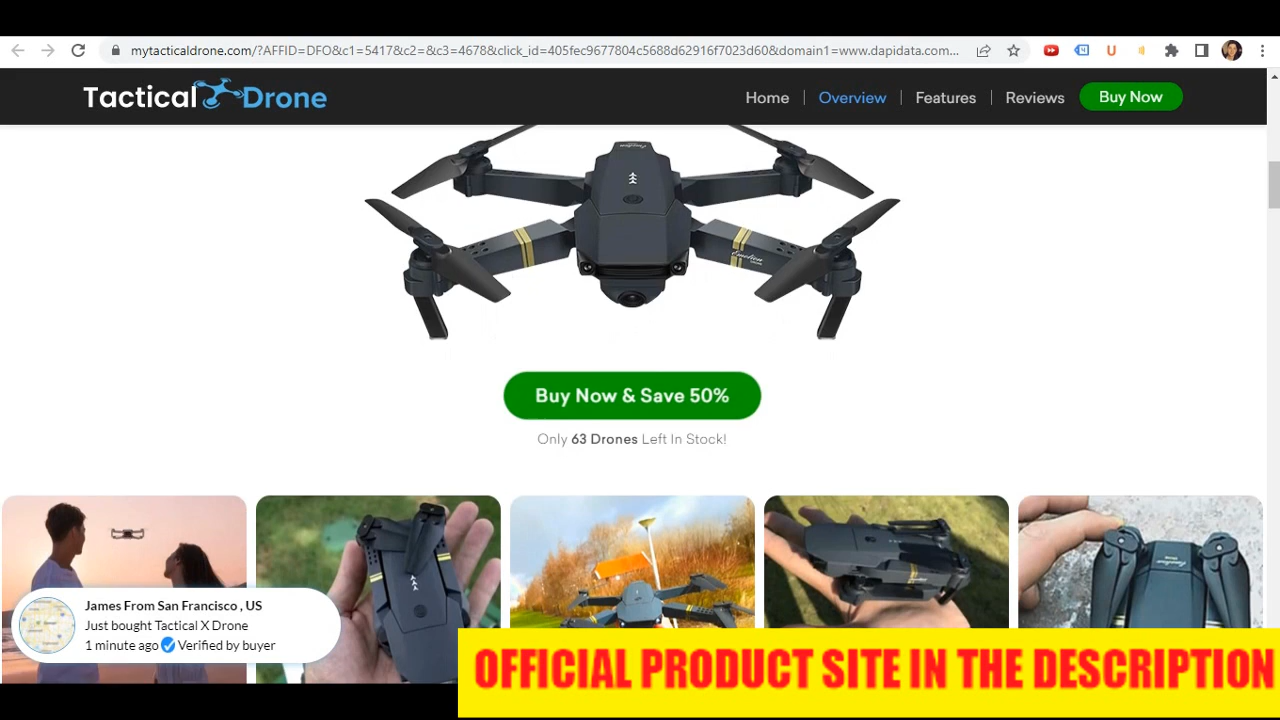 mytacticaldrone.com/?AFFID=DFO&c1=5417&c2=&c3=4678&click_id=405fec9677804c5688d62916f7023d60&domain1=www.dapidata.com...
Tactical Drone
Home
Overview
Features
Reviews
Buy Now
Buy Now & Save 50%
Only 63 Drones Left In Stock!
James From San Francisco , US
Just bought Tactical X Drone
1 minute ago Verified by buyer
OFFICIAL PRODUCT SITE IN THE DESCRIPTION